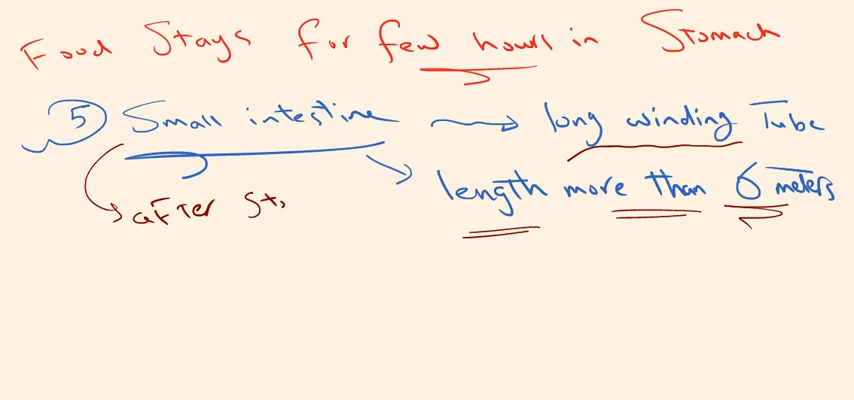 Food Stays for few hours in Stomach
5 Small intestine → long winding Tube
length more than 6 meters
after St